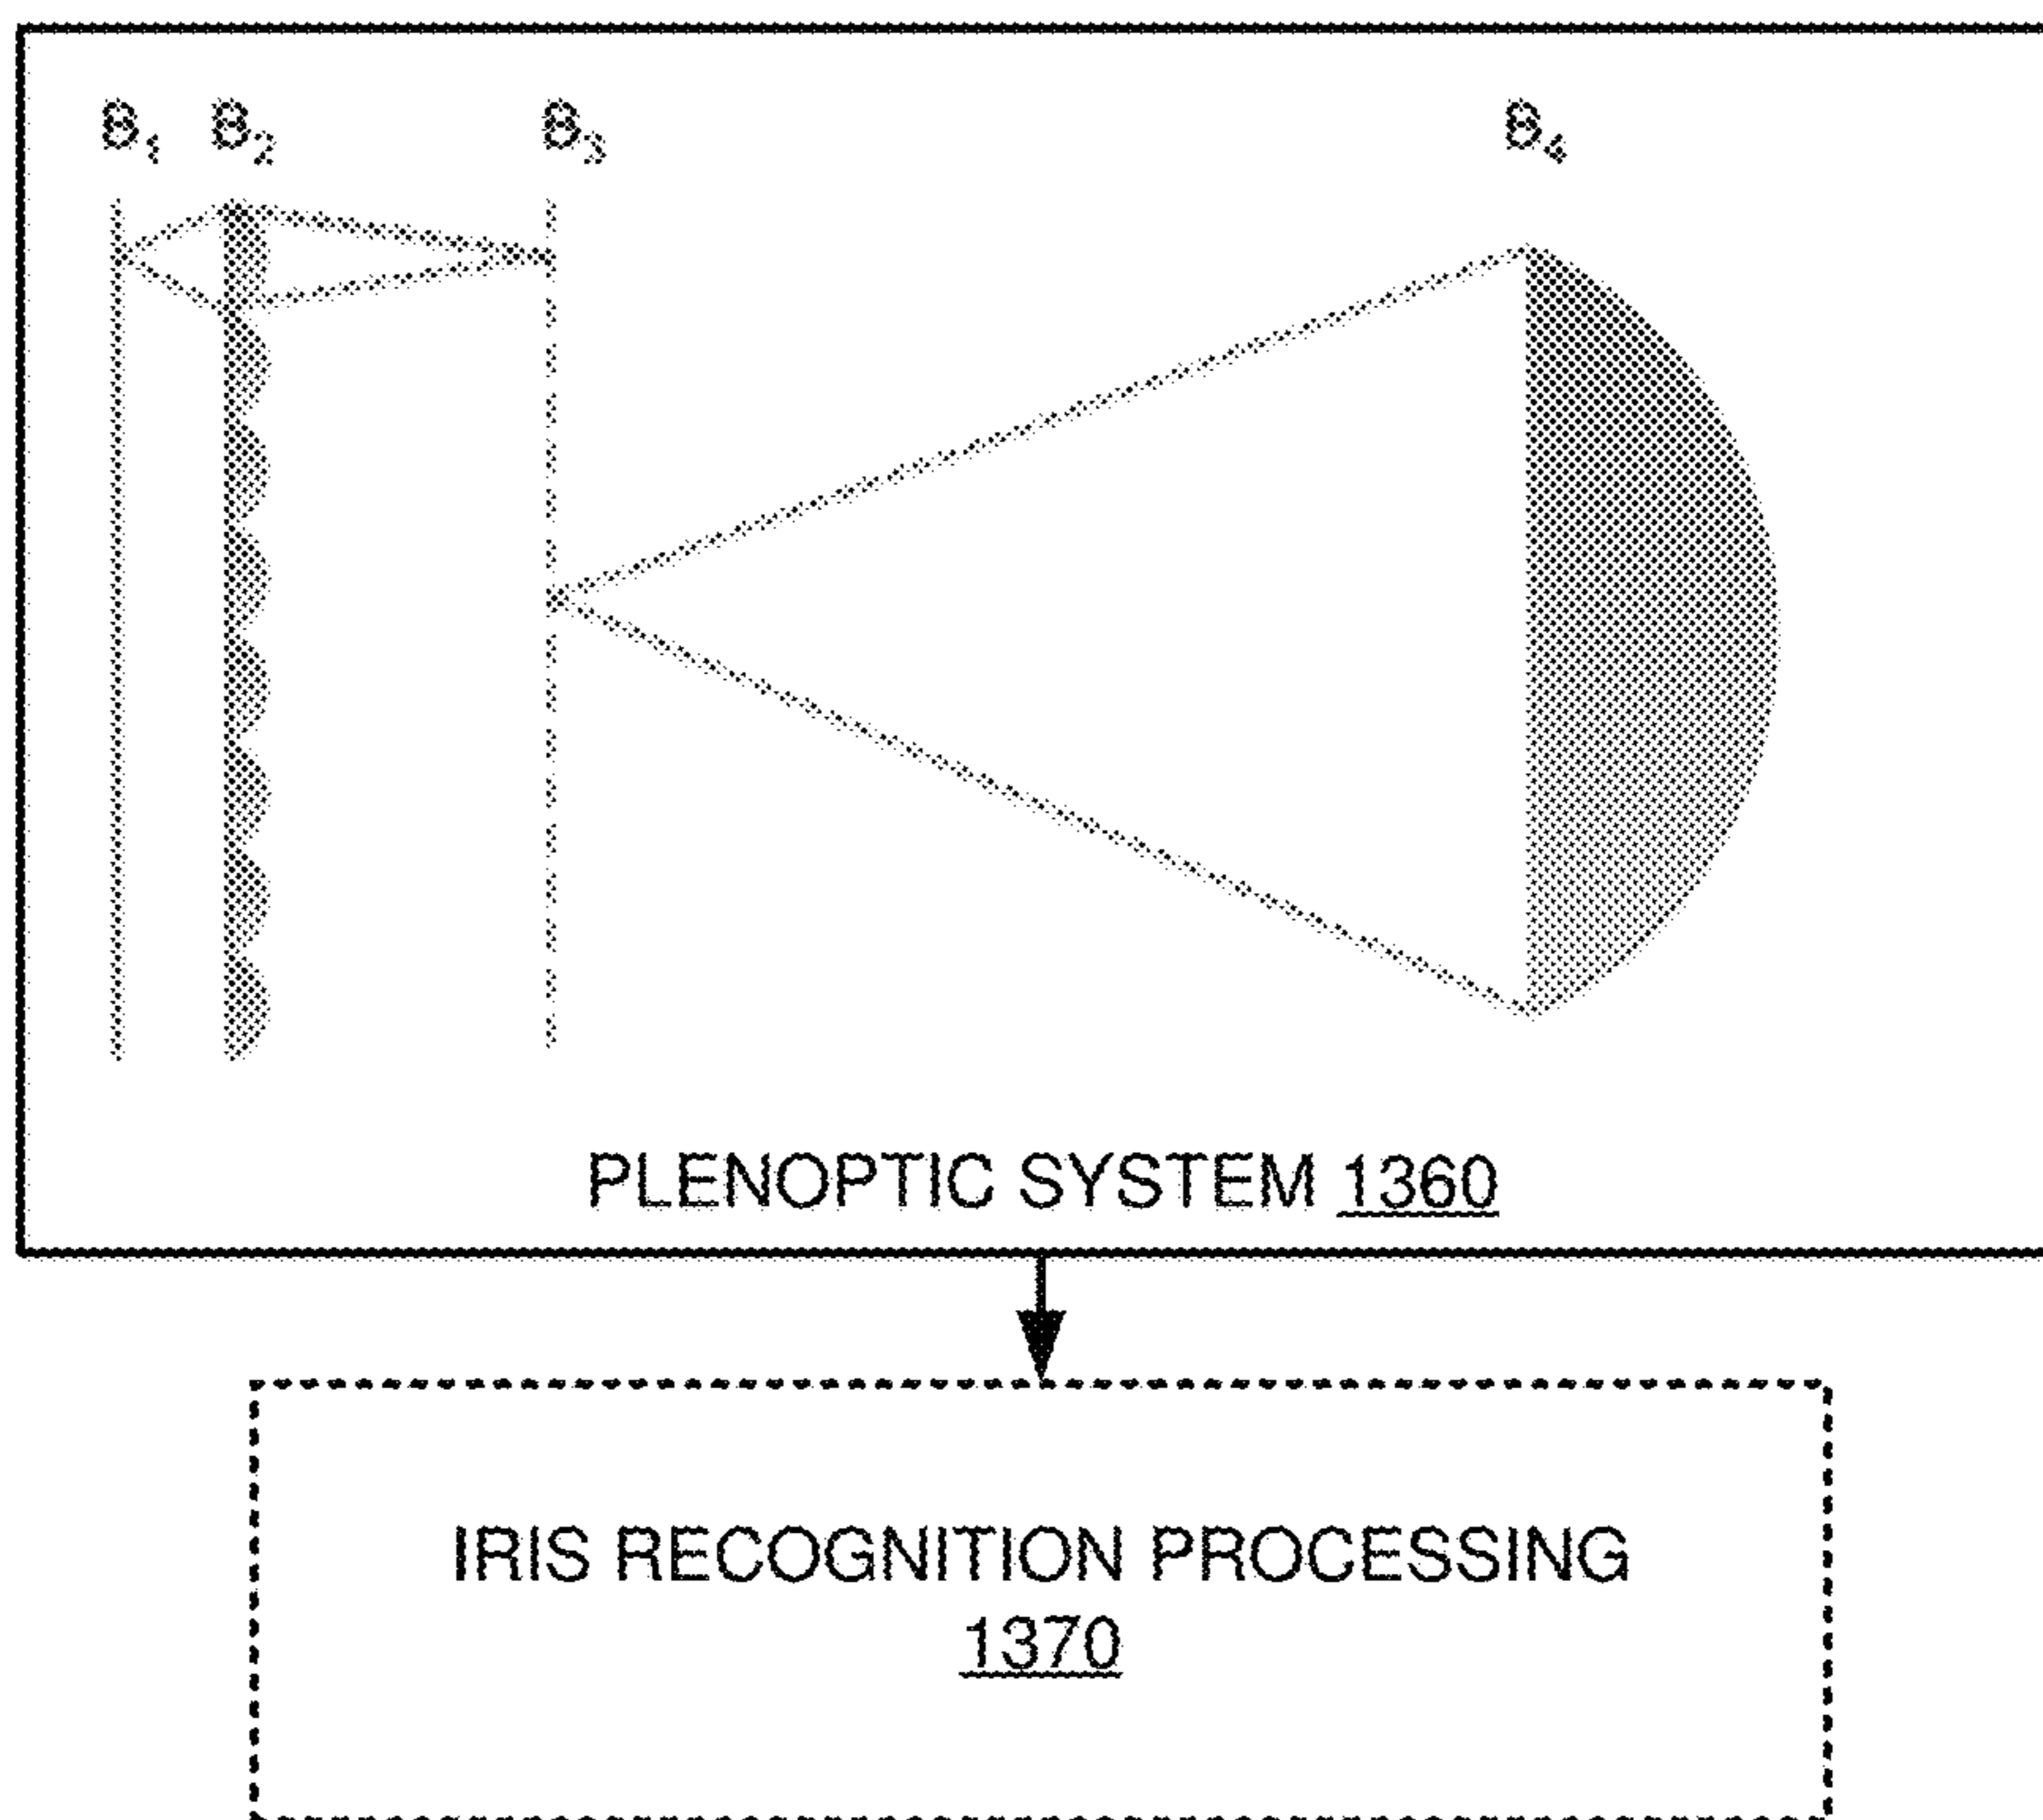 B₁ B₂ B₃ B₄
PLENOPTIC SYSTEM 1360
IRIS RECOGNITION PROCESSING
1370